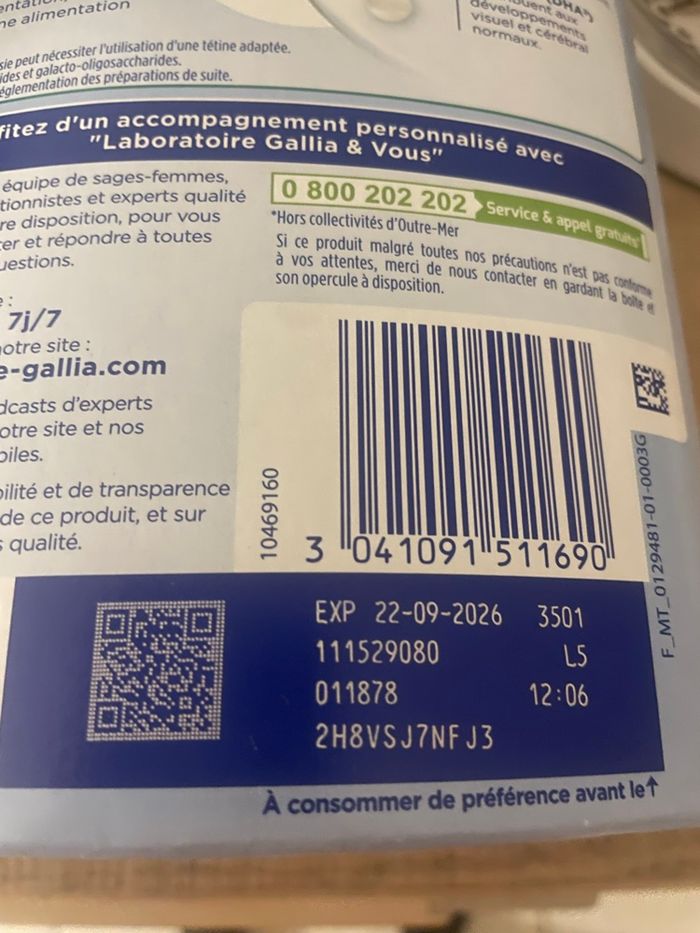 ne alimentation
DHA*)
développements
visuel et cérébral
normaux.
sie peut nécessiter l'utilisation d'une tétine adaptée.
ides et galacto-oligosaccharides.
églementation des préparations de suite.
fitez d'un accompagnement personnalisé avec
"Laboratoire Gallia & Vous"
équipe de sages-femmes,
tionnistes et experts qualité
re disposition, pour vous
er et répondre à toutes
uestions.
e :
7j/7
notre site :
e-gallia.com
dcasts d'experts
otre site et nos
biles.
bilité et de transparence
de ce produit, et sur
s qualité.
0 800 202 202 Service & appel gratuits*
*Hors collectivités d'Outre-Mer
Si ce produit malgré toutes nos précautions n'est pas conforme
à vos attentes, merci de nous contacter en gardant la boîte et
son opercule à disposition.
10469160
3 041091 511690
F_MT_0129481-01-0003G
EXP 22-09-2026 3501
111529080 L5
011878 12:06
2H8VSJ7NFJ3
À consommer de préférence avant le↑